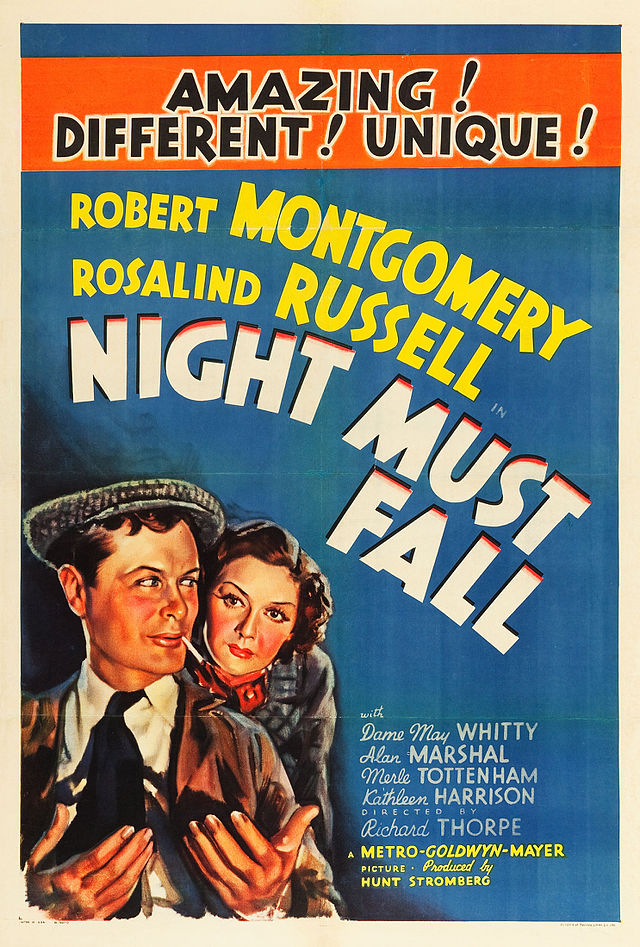 AMAZING!
DIFFERENT! UNIQUE!
ROBERT MONTGOMERY
ROSALIND RUSSELL
IN
NIGHT MUST
FALL
with
Dame May WHITTY
Alan MARSHAL
Merle TOTTENHAM
Kathleen HARRISON
DIRECTED BY
Richard THORPE
A METRO-GOLDWYN-MAYER
PICTURE · Produced by
HUNT STROMBERG